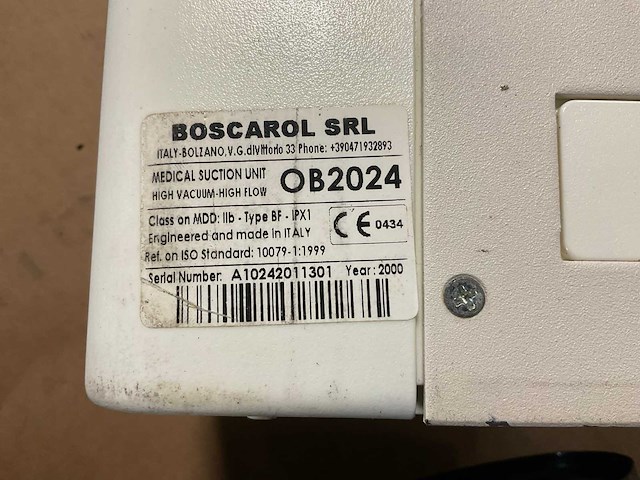 BOSCAROL SRL
ITALY-BOLZANO,V.G.diVittorio 33 Phone: +390471932893
MEDICAL SUCTION UNIT
HIGH VACUUM-HIGH FLOW
OB2024
Class on MDD: IIb - Type BF - IPX1
Engineered and made in ITALY
CE 0434
Ref. on ISO Standard: 10079-1:1999
Serial Number: A10242011301 Year: 2000